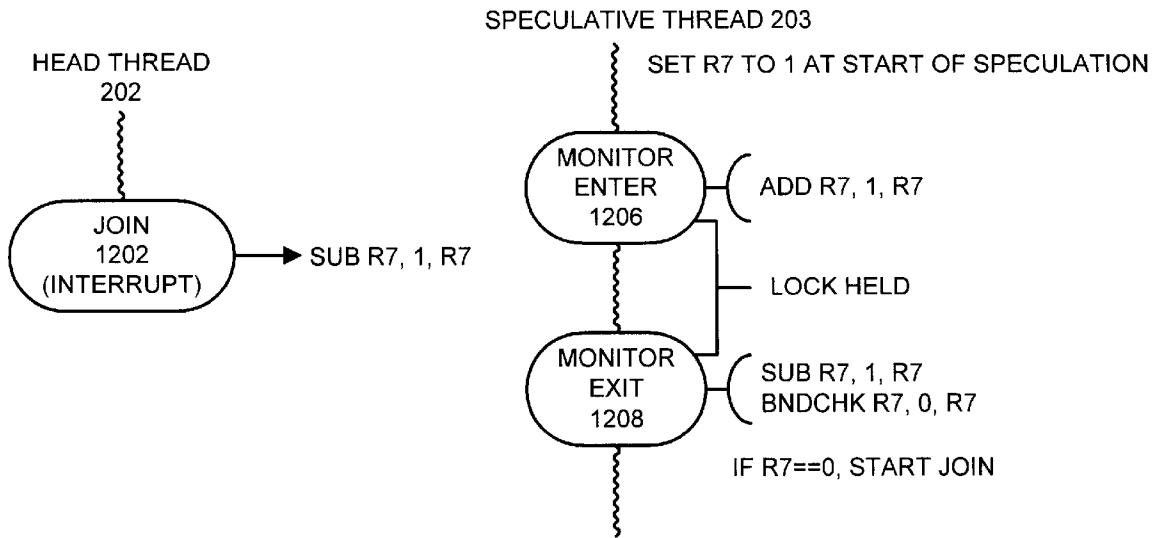 SPECULATIVE THREAD 203
SET R7 TO 1 AT START OF SPECULATION
HEAD THREAD
202
MONITOR
ENTER
1206
ADD R7, 1, R7
JOIN
1202
(INTERRUPT)
SUB R7, 1, R7
LOCK HELD
MONITOR
EXIT
1208
SUB R7, 1, R7
BNDCHK R7, 0, R7
IF R7==0, START JOIN